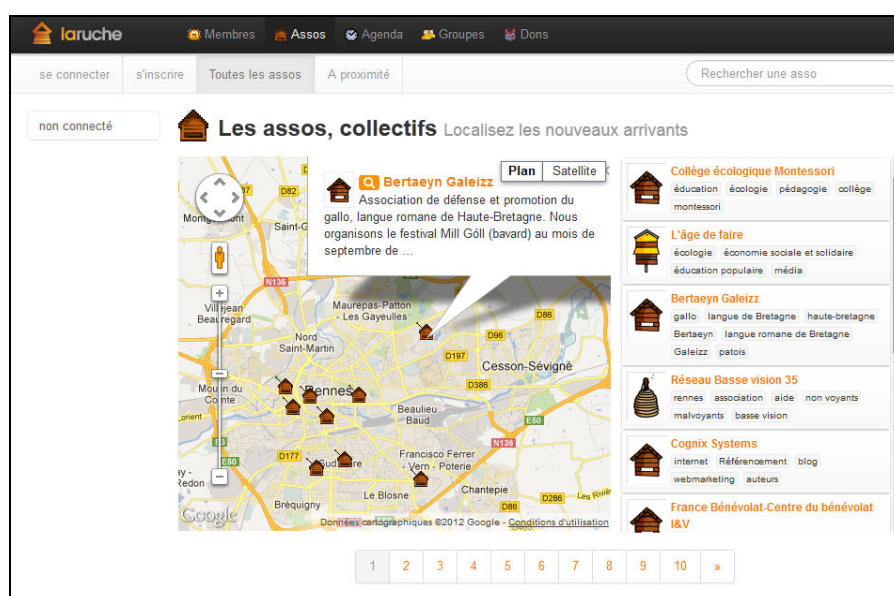 laruche
Membres Assos Agenda Groupes Dons
se connecter s'inscrire Toutes les assos A proximité Rechercher une asso
non connecté
Les assos, collectifs Localisez les nouveaux arrivants
Plan Satellite
Bertaeyn Galeizz
Association de défense et promotion du
gallo, langue romane de Haute-Bretagne. Nous
organisons le festival Mill Góll (bavard) au mois de
septembre de ...
D82
Saint-G
N136
Villejean
Beauregard
Maurepas-Patton
- Les Gayeulles
D86
Nord
Saint-Martin
D96
D197
Cesson-Sévigné
D386
Moulin du
Comte
Rennes
Beaulieu
Baud
Lorient
E50
E3
E50
D177
Sud Gare
N136
Francisco Ferrer
- Vern - Poterie
Redon
Le Blosne
Chantepie
Bréquigny
D86
D286
Google
Données cartographiques ©2012 Google - Conditions d'utilisation
Collège écologique Montessori
éducation écologie pédagogie collège
montessori
L'âge de faire
écologie économie sociale et solidaire
éducation populaire média
Bertaeyn Galeizz
gallo langue de Bretagne haute-bretagne
Bertaeyn langue romane de Bretagne
Galeizz patois
Réseau Basse vision 35
rennes association aide non voyants
malvoyants basse vision
Cognix Systems
internet Référencement blog
webmarketing auteurs
France Bénévolat-Centre du bénévolat
I&V
1 2 3 4 5 6 7 8 9 10 »